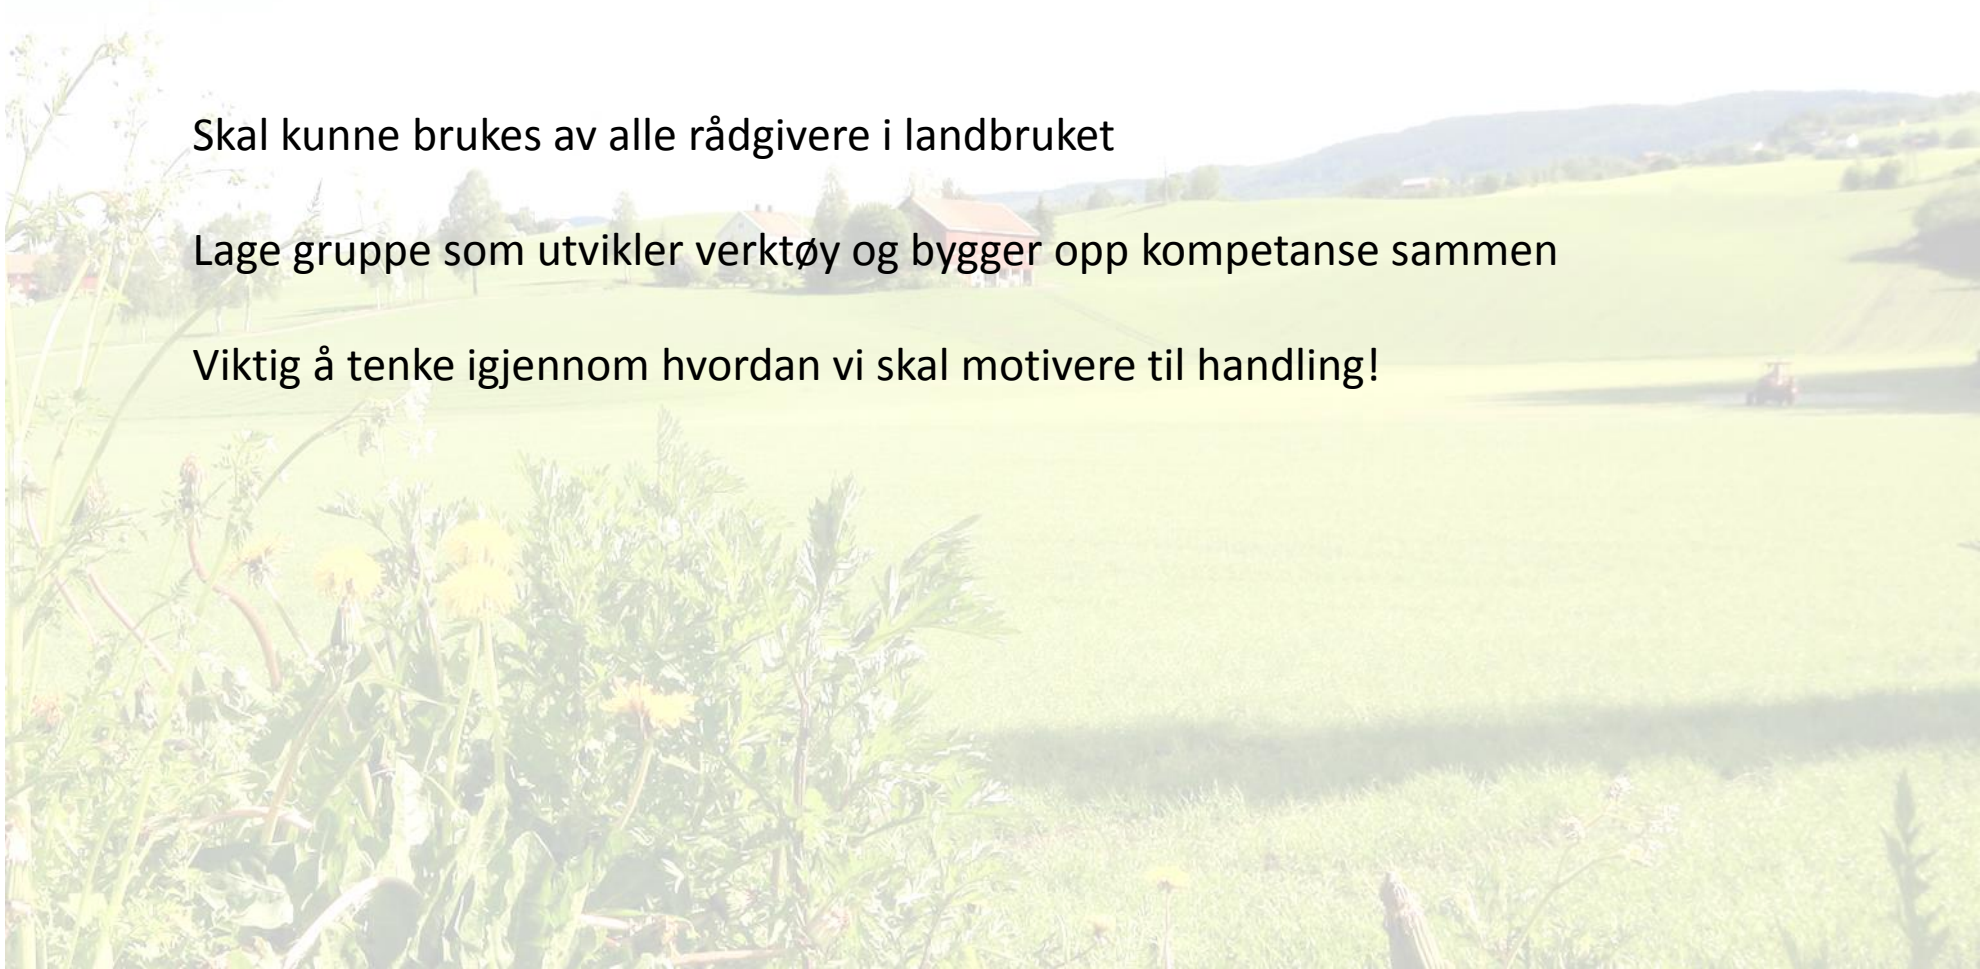 Skal kunne brukes av alle rådgivere i landbruket
Lage gruppe som utvikler verktøy og bygger opp kompetanse sammen
Viktig å tenke igjennom hvordan vi skal motivere til handling!